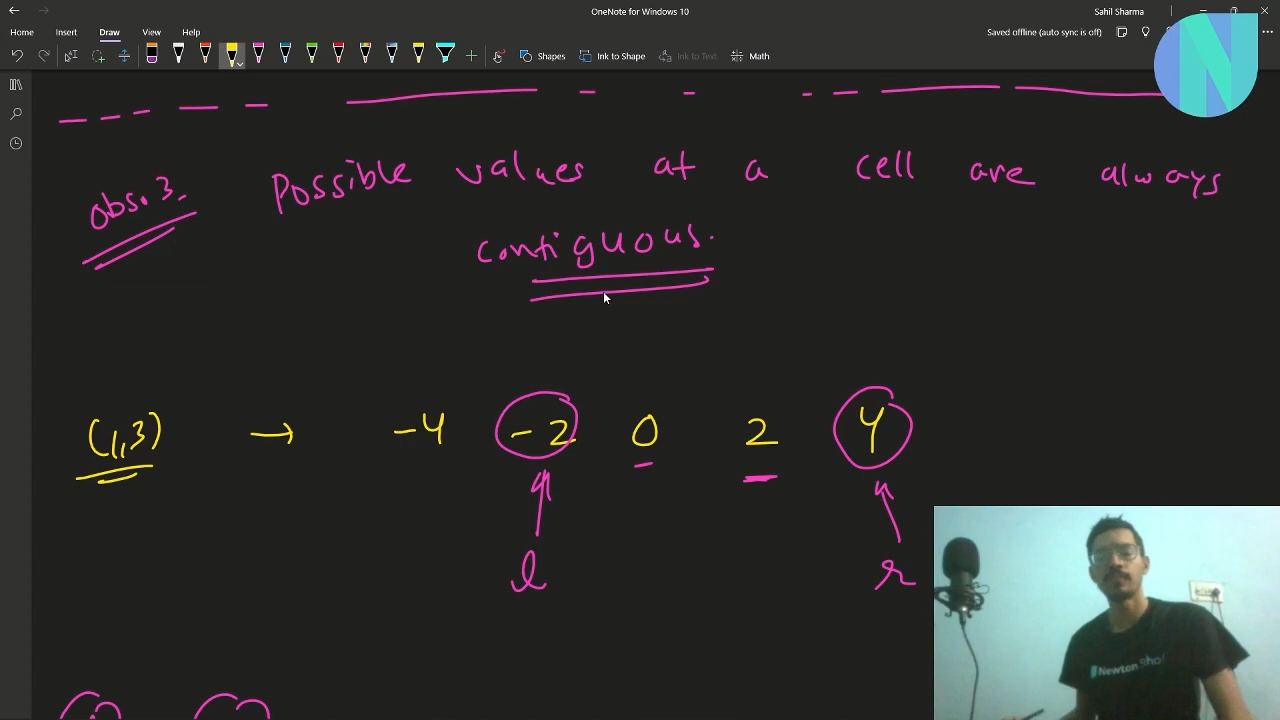 OneNote for Windows 10
Sahil Sharma
Home Insert Draw View Help
Saved offline (auto sync is off)
Shapes Ink to Shape Ink to Text Math
obs.3. Possible values at a cell are always
contiguous.
(1,3) → -4 -2 0 2 4
l r
Newton Scho